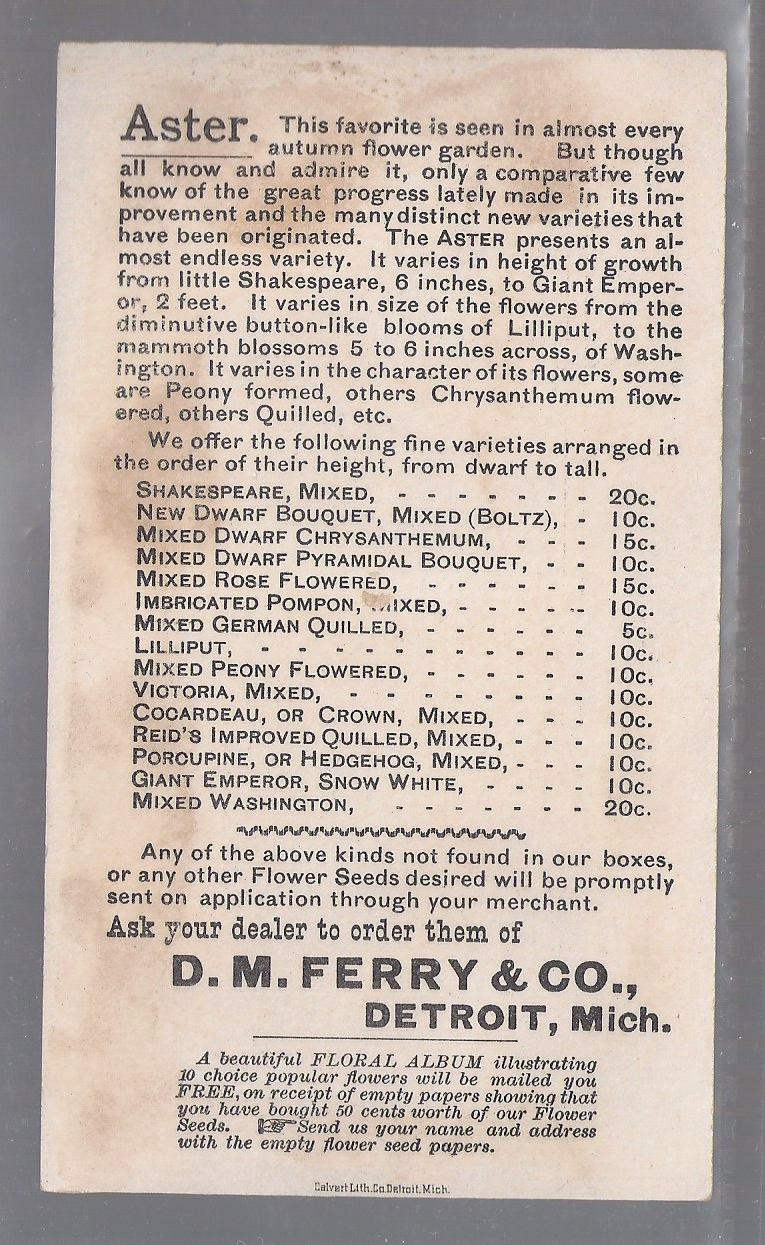 Aster. This favorite is seen in almost every
autumn flower garden. But though
all know and admire it, only a comparative few
know of the great progress lately made in its im-
provement and the many distinct new varieties that
have been originated. The ASTER presents an al-
most endless variety. It varies in height of growth
from little Shakespeare, 6 inches, to Giant Emper-
or, 2 feet. It varies in size of the flowers from the
diminutive button-like blooms of Lilliput, to the
mammoth blossoms 5 to 6 inches across, of Wash-
ington. It varies in the character of its flowers, some
are Peony formed, others Chrysanthemum flow-
ered, others Quilled, etc.
We offer the following fine varieties arranged in
the order of their height, from dwarf to tall.
SHAKESPEARE, MIXED, - - - - - - - 20c.
NEW DWARF BOUQUET, MIXED (BOLTZ), - 10c.
MIXED DWARF CHRYSANTHEMUM, - - - 15c.
MIXED DWARF PYRAMIDAL BOUQUET, - - 10c.
MIXED ROSE FLOWERED, - - - - - - 15c.
IMBRICATED POMPON, MIXED, - - - - - - 10c.
MIXED GERMAN QUILLED, - - - - - - 5c.
LILLIPUT, - - - - - - - - - - - 10c.
MIXED PEONY FLOWERED, - - - - - - 10c.
VICTORIA, MIXED, - - - - - - - 10c.
COCARDEAU, OR CROWN, MIXED, - - - 10c.
REID'S IMPROVED QUILLED, MIXED, - - - 10c.
PORCUPINE, OR HEDGEHOG, MIXED, - - - 10c.
GIANT EMPEROR, SNOW WHITE, - - - - 10c.
MIXED WASHINGTON, - - - - - - - 20c.
Any of the above kinds not found in our boxes,
or any other Flower Seeds desired will be promptly
sent on application through your merchant.
Ask your dealer to order them of
D. M. FERRY & CO.,
DETROIT, Mich.
A beautiful FLORAL ALBUM illustrating
10 choice popular flowers will be mailed you
FREE, on receipt of empty papers showing that
you have bought 50 cents worth of our Flower
Seeds. ☞Send us your name and address
with the empty flower seed papers.
Calvert Lith. Co. Detroit, Mich.